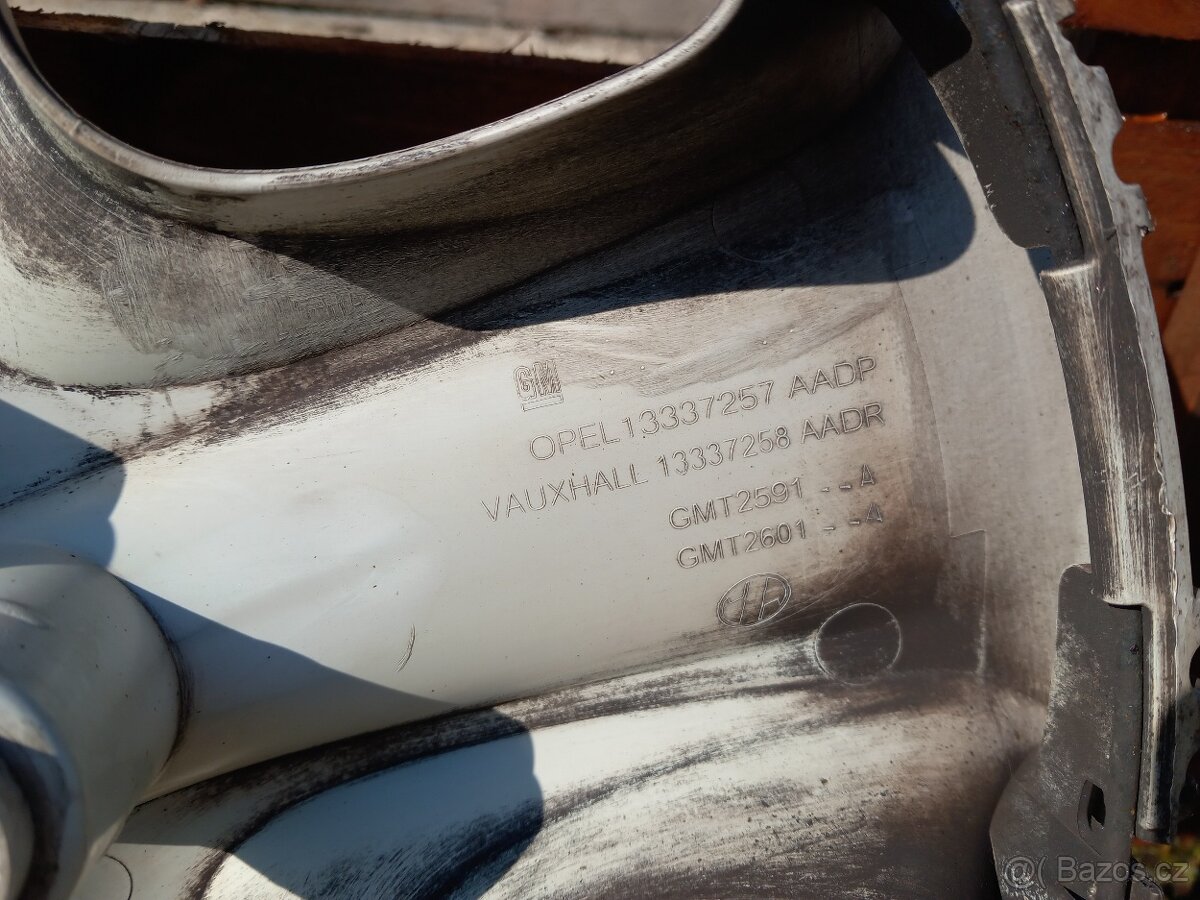 GM
OPEL 13337257 AADP
VAUXHALL 13337258 AADR
GMT2591 - - A
GMT2601 - - A
@( Bazos.cz